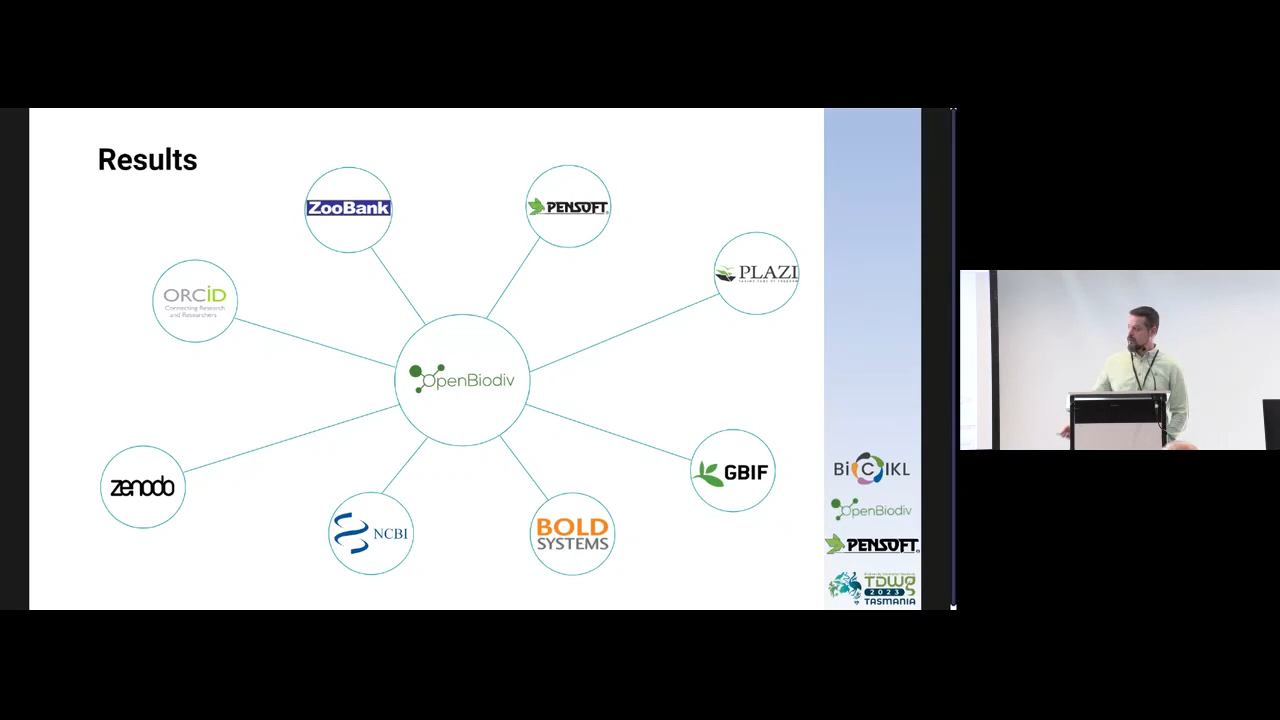 Results
ZooBank
PENSOFT
PLAZI
ORCiD
Connecting Research
and Researchers
OpenBiodiv
zenodo
NCBI
BOLD
SYSTEMS
GBIF
BiCIKL
OpenBiodiv
PENSOFT
TDWG
2023
TASMANIA